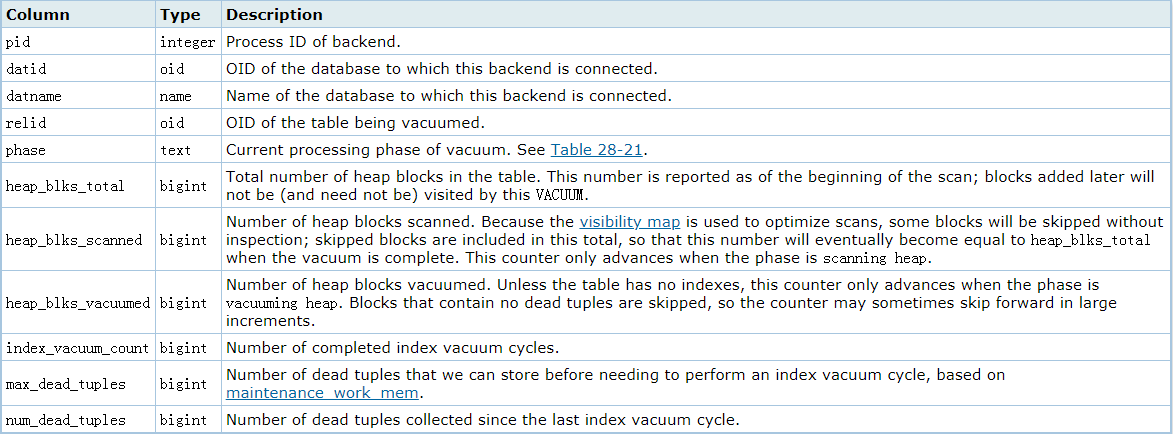 Column Type Description
pid integer Process ID of backend.
datid oid OID of the database to which this backend is connected.
datname name Name of the database to which this backend is connected.
relid oid OID of the table being vacuumed.
phase text Current processing phase of vacuum. See Table 28-21.
heap_blks_total bigint Total number of heap blocks in the table. This number is reported as of the beginning of the scan; blocks added later will
not be (and need not be) visited by this VACUUM.
heap_blks_scanned bigint Number of heap blocks scanned. Because the visibility map is used to optimize scans, some blocks will be skipped without
inspection; skipped blocks are included in this total, so that this number will eventually become equal to heap_blks_total
when the vacuum is complete. This counter only advances when the phase is scanning heap.
heap_blks_vacuumed bigint Number of heap blocks vacuumed. Unless the table has no indexes, this counter only advances when the phase is
vacuuming heap. Blocks that contain no dead tuples are skipped, so the counter may sometimes skip forward in large
increments.
index_vacuum_count bigint Number of completed index vacuum cycles.
max_dead_tuples bigint Number of dead tuples that we can store before needing to perform an index vacuum cycle, based on
maintenance_work_mem.
num_dead_tuples bigint Number of dead tuples collected since the last index vacuum cycle.